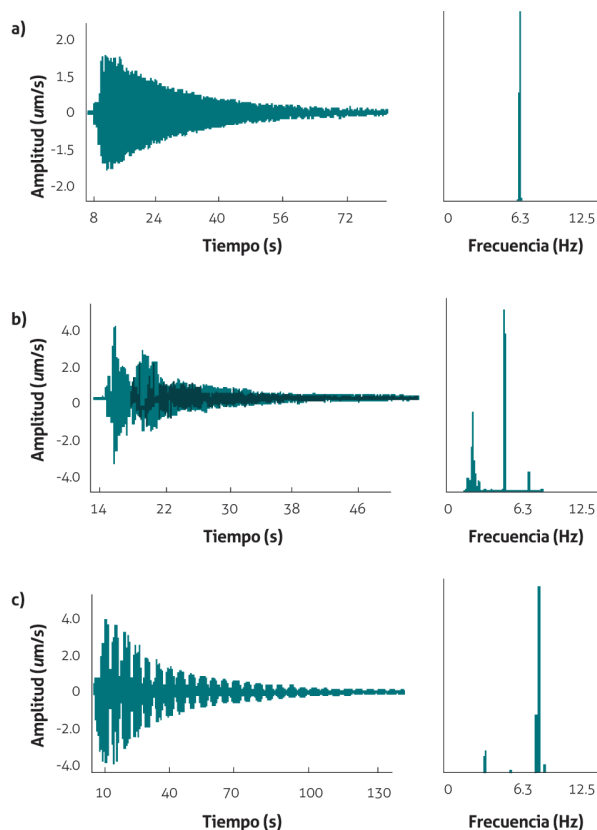 a)
Amplitud (um/s)
2.0
1.5
0
-1.5
-2.0
8 24 40 56 72
Tiempo (s)
0 6.3 12.5
Frecuencia (Hz)
b)
Amplitud (um/s)
4.0
2.0
0
-2.0
-4.0
14 22 30 38 46
Tiempo (s)
0 6.3 12.5
Frecuencia (Hz)
c)
Amplitud (um/s)
4.0
2.0
0
-2.0
-4.0
10 40 70 100 130
Tiempo (s)
0 6.3 12.5
Frecuencia (Hz)